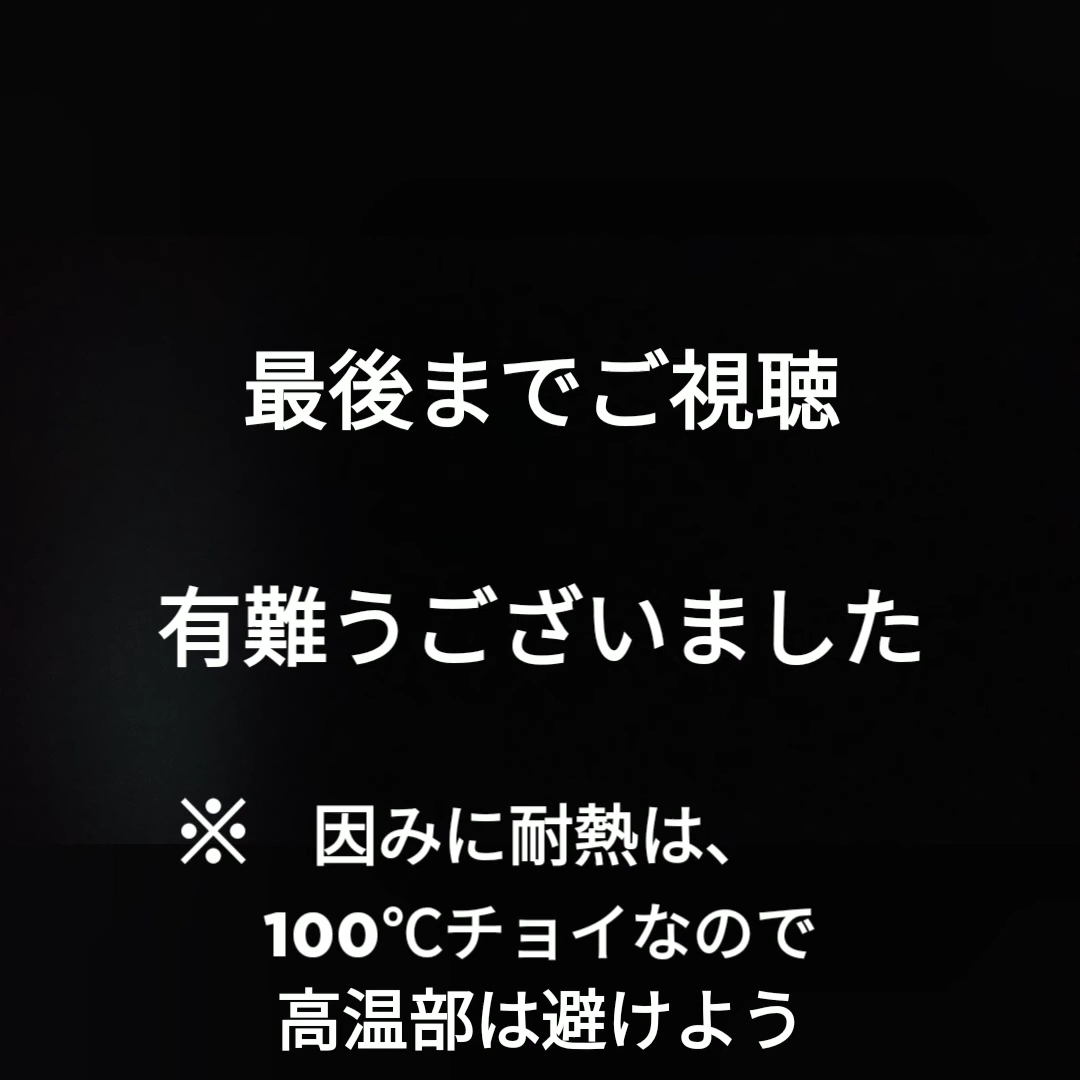 最後までご視聴
有難うございました
※　因みに耐熱は、
100℃チョイなので
高温部は避けよう